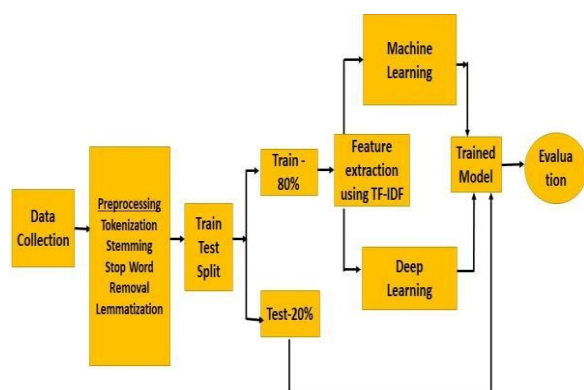 Data
Collection
Preprocessing
Tokenization
Stemming
Stop Word
Removal
Lemmatization
Train
Test
Split
Train -
80%
Test-20%
Feature
extraction
using TF-IDF
Machine
Learning
Deep
Learning
Trained
Model
Evalua
tion